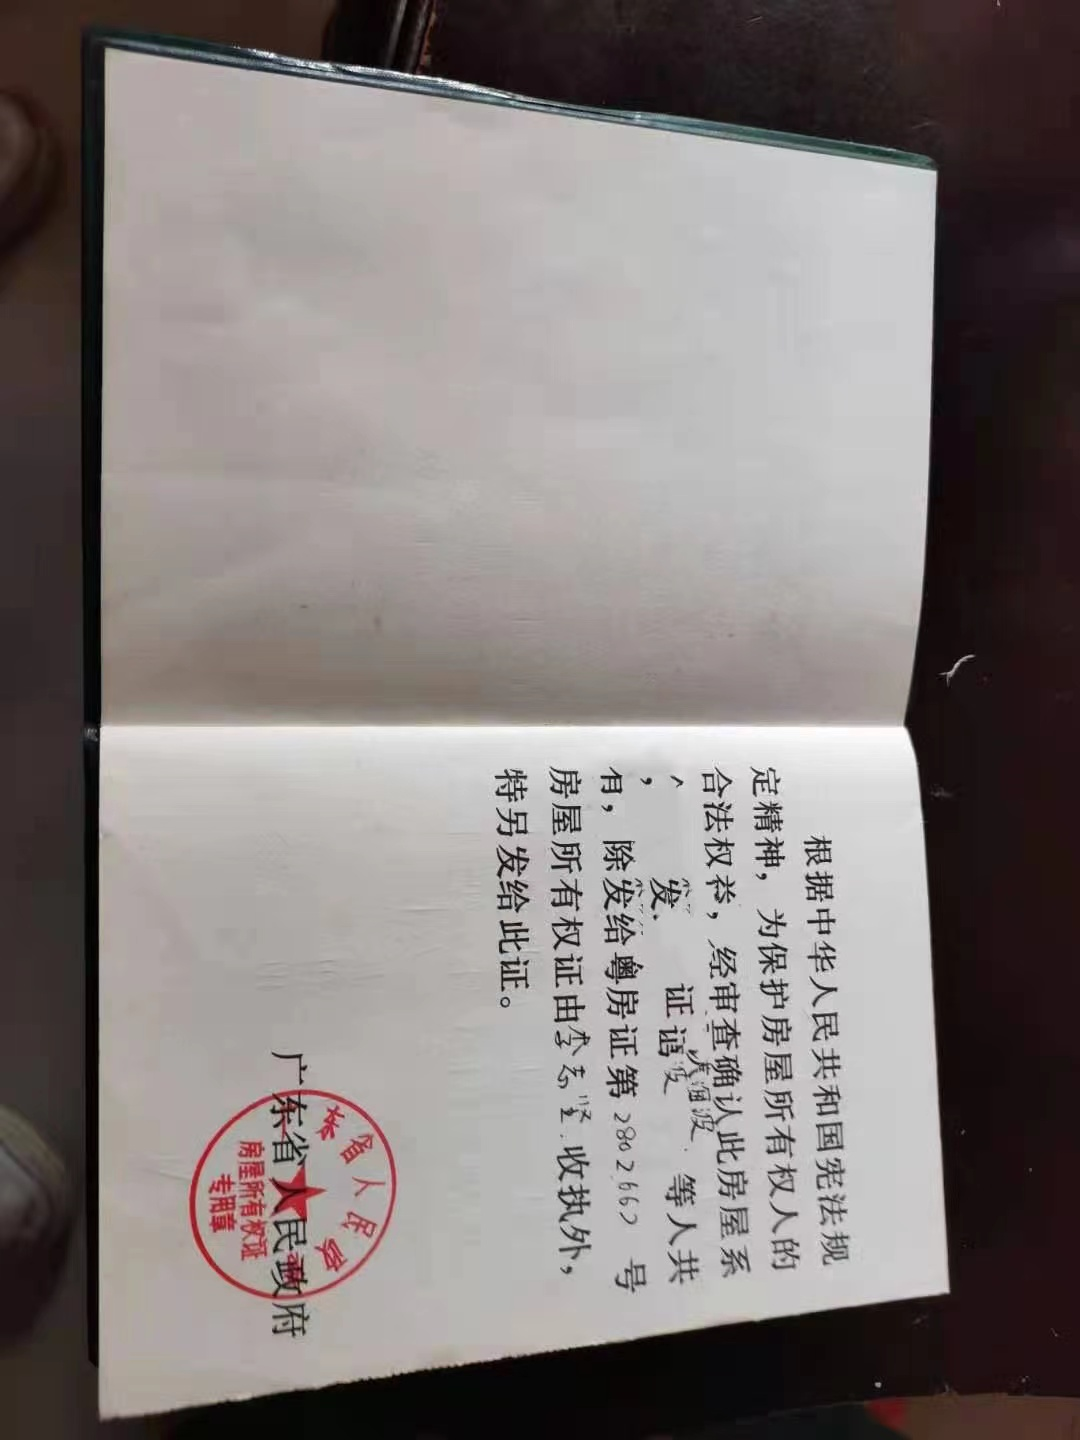 根据中华人民共和国宪法规
定精神，为保护房屋所有权人的
合法权益，经审查确认此房屋系
等人共
有，除发给粤房证第 号
房屋所有权证由李志坚收执外，
特另发给此证。
广东省人民政府
东省人民政
房屋所有权证
专用章